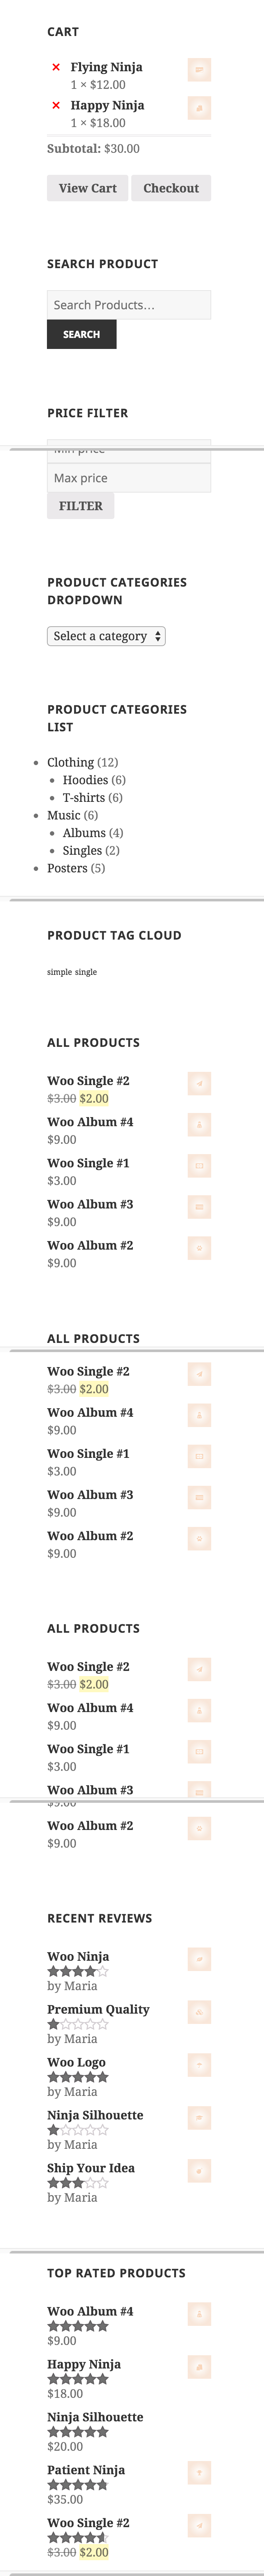 CART
× Flying Ninja
1 × $12.00
× Happy Ninja
1 × $18.00
Subtotal: $30.00
View Cart Checkout
SEARCH PRODUCT
Search Products…
SEARCH
PRICE FILTER
Min price
Max price
FILTER
PRODUCT CATEGORIES
DROPDOWN
Select a category
PRODUCT CATEGORIES
LIST
Clothing (12)
Hoodies (6)
T-shirts (6)
Music (6)
Albums (4)
Singles (2)
Posters (5)
PRODUCT TAG CLOUD
simple single
ALL PRODUCTS
Woo Single #2
$3.00 $2.00
Woo Album #4
$9.00
Woo Single #1
$3.00
Woo Album #3
$9.00
Woo Album #2
$9.00
ALL PRODUCTS
Woo Single #2
$3.00 $2.00
Woo Album #4
$9.00
Woo Single #1
$3.00
Woo Album #3
$9.00
Woo Album #2
$9.00
ALL PRODUCTS
Woo Single #2
$3.00 $2.00
Woo Album #4
$9.00
Woo Single #1
$3.00
Woo Album #3
$9.00
Woo Album #2
$9.00
RECENT REVIEWS
Woo Ninja
by Maria
Premium Quality
by Maria
Woo Logo
by Maria
Ninja Silhouette
by Maria
Ship Your Idea
by Maria
TOP RATED PRODUCTS
Woo Album #4
$9.00
Happy Ninja
$18.00
Ninja Silhouette
$20.00
Patient Ninja
$35.00
Woo Single #2
$3.00 $2.00